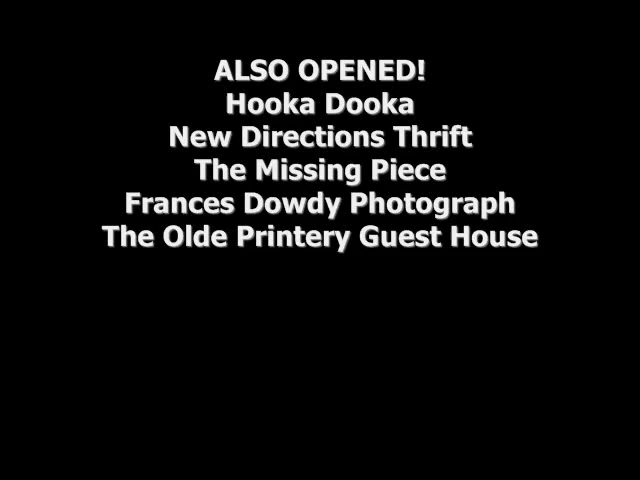 ALSO OPENED!
Hooka Dooka
New Directions Thrift
The Missing Piece
Frances Dowdy Photograph
The Olde Printery Guest House